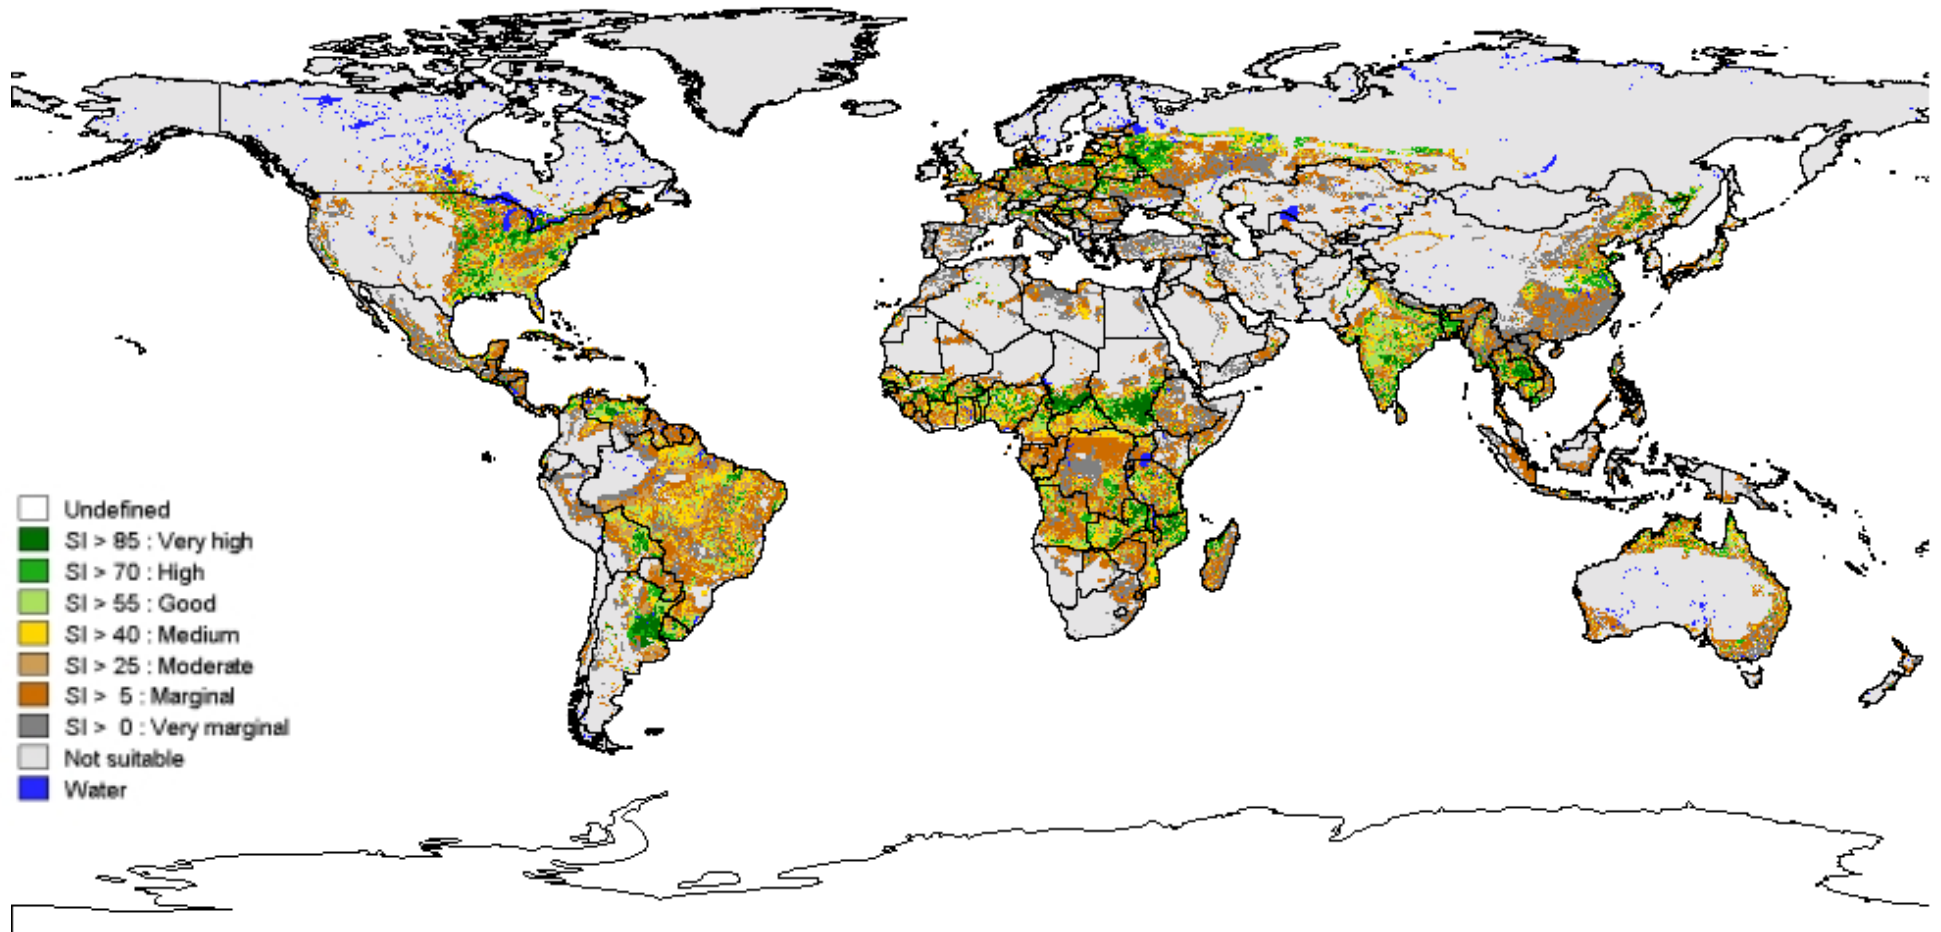 Undefined
SI > 85 : Very high
SI > 70 : High
SI > 55 : Good
SI > 40 : Medium
SI > 25 : Moderate
SI > 5 : Marginal
SI > 0 : Very marginal
Not suitable
Water